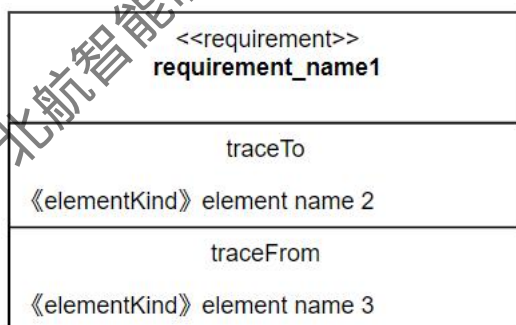 北航智能
<<requirement>>
requirement_name1
traceTo
《elementKind》element name 2
traceFrom
《elementKind》element name 3